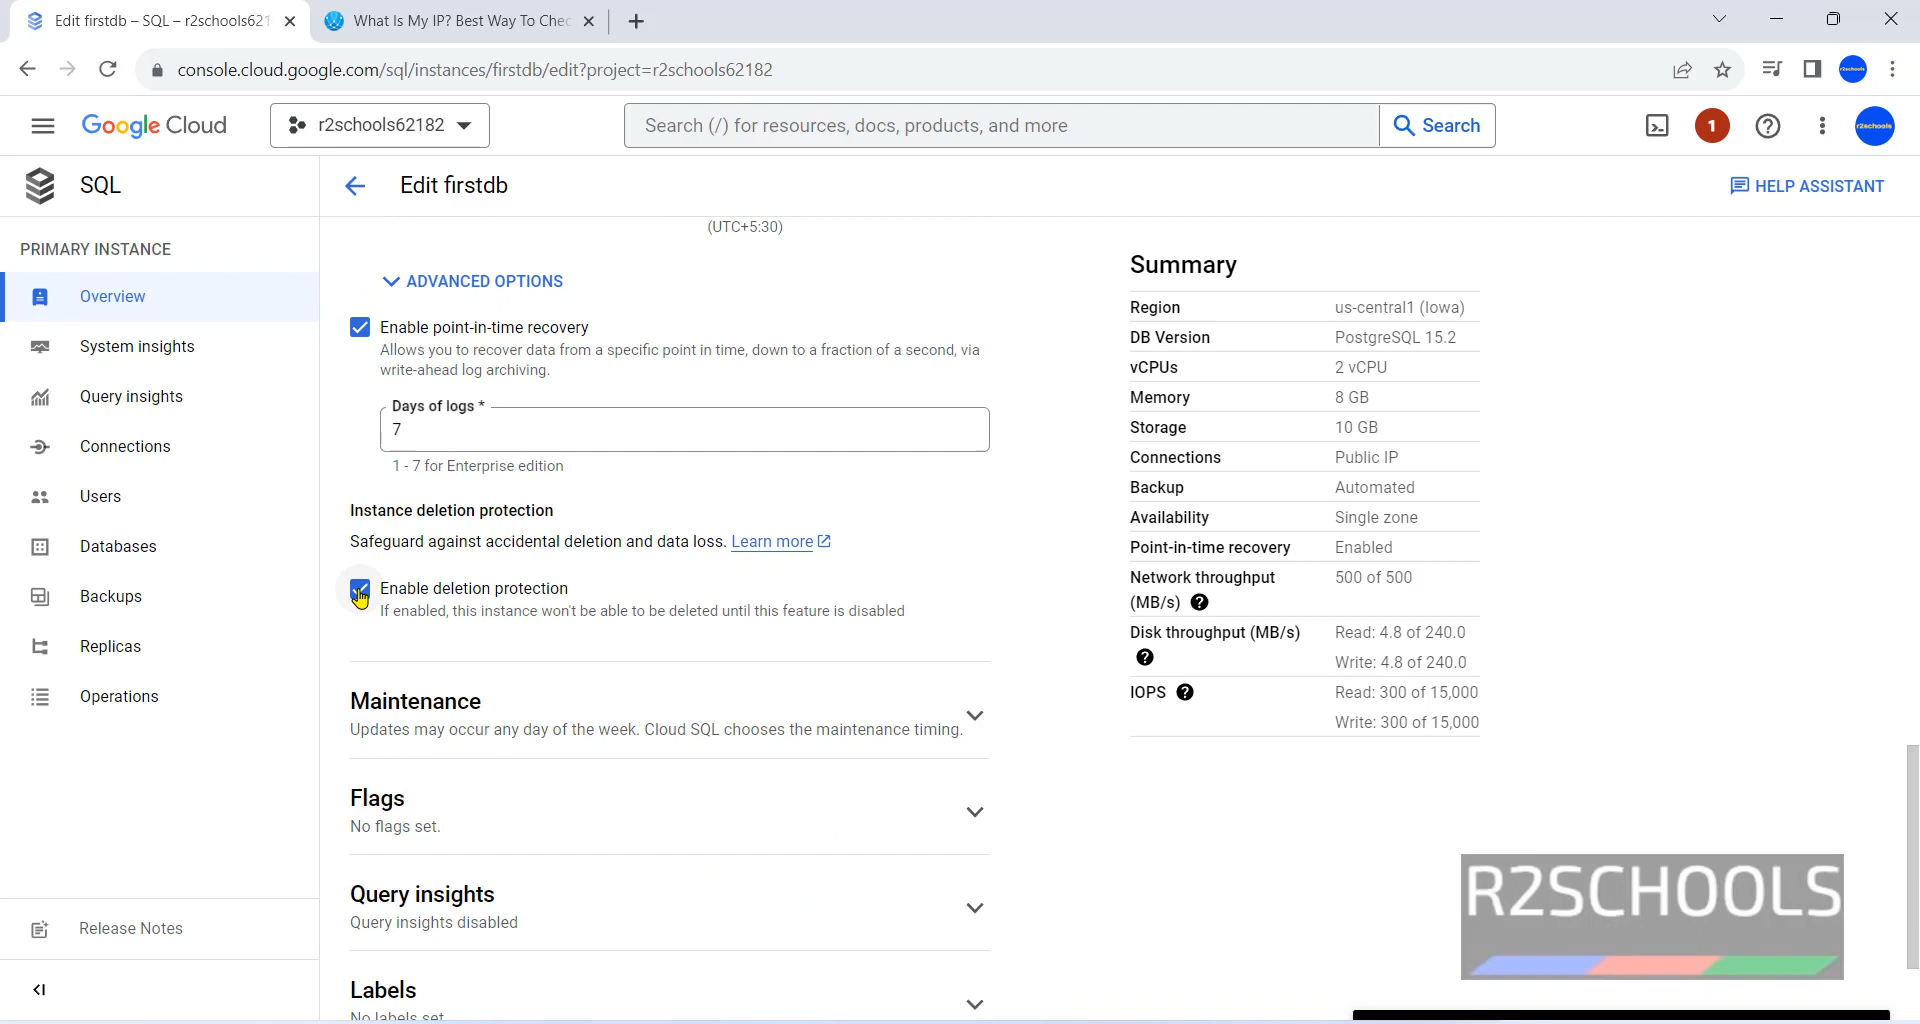 Edit firstdb – SQL – r2schools621
What Is My IP? Best Way To Chec
console.cloud.google.com/sql/instances/firstdb/edit?project=r2schools62182
Google Cloud
r2schools62182
Search (/) for resources, docs, products, and more
Search
1
r2schools
SQL
Edit firstdb
HELP ASSISTANT
PRIMARY INSTANCE
Overview
System insights
Query insights
Connections
Users
Databases
Backups
Replicas
Operations
Release Notes
(UTC+5:30)
ADVANCED OPTIONS
Enable point-in-time recovery
Allows you to recover data from a specific point in time, down to a fraction of a second, via
write-ahead log archiving.
Days of logs *
7
1 - 7 for Enterprise edition
Instance deletion protection
Safeguard against accidental deletion and data loss. Learn more
Enable deletion protection
If enabled, this instance won't be able to be deleted until this feature is disabled
Maintenance
Updates may occur any day of the week. Cloud SQL chooses the maintenance timing.
Flags
No flags set.
Query insights
Query insights disabled
Labels
No labels set
Summary
Region us-central1 (Iowa)
DB Version PostgreSQL 15.2
vCPUs 2 vCPU
Memory 8 GB
Storage 10 GB
Connections Public IP
Backup Automated
Availability Single zone
Point-in-time recovery Enabled
Network throughput 500 of 500
(MB/s)
Disk throughput (MB/s) Read: 4.8 of 240.0
Write: 4.8 of 240.0
IOPS Read: 300 of 15,000
Write: 300 of 15,000
R2SCHOOLS